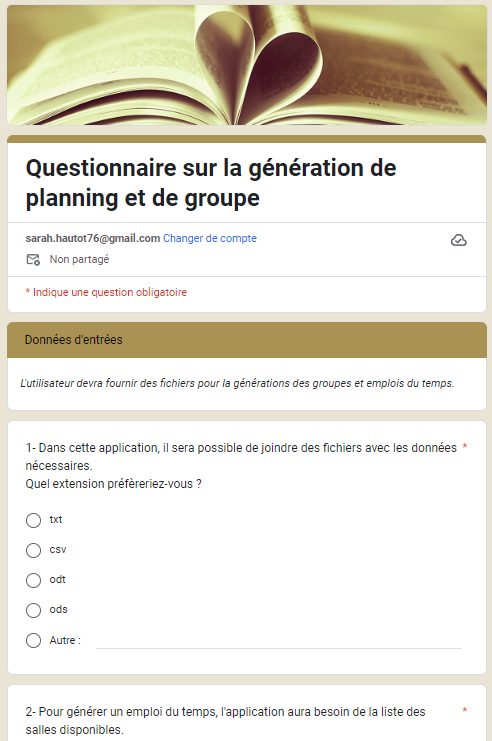 Questionnaire sur la génération de
planning et de groupe
sarah.hautot76@gmail.com Changer de compte
Non partagé
* Indique une question obligatoire
Données d'entrées
L'utilisateur devra fournir des fichiers pour la générations des groupes et emplois du temps.
1- Dans cette application, il sera possible de joindre des fichiers avec les données *
nécessaires.
Quel extension préfèreriez-vous ?
txt
csv
odt
ods
Autre :
2- Pour générer un emploi du temps, l'application aura besoin de la liste des *
salles disponibles.